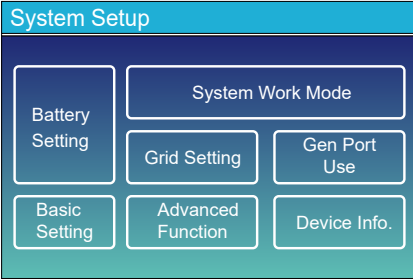 System Setup
Battery
Setting
System Work Mode
Grid Setting
Gen Port
Use
Basic
Setting
Advanced
Function
Device Info.